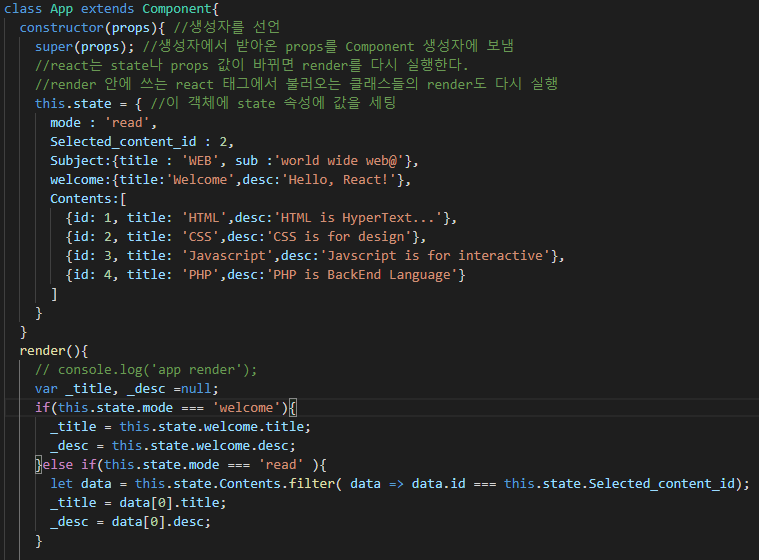 class App extends Component{
constructor(props){ //생성자를 선언
super(props); //생성자에서 받아온 props를 Component 생성자에 보냄
//react는 state나 props 값이 바뀌면 render를 다시 실행한다.
//render 안에 쓰는 react 태그에서 불러오는 클래스들의 render도 다시 실행
this.state = { //이 객체에 state 속성에 값을 세팅
mode : 'read',
Selected_content_id : 2,
Subject:{title : 'WEB', sub :'world wide web@'},
welcome:{title:'Welcome',desc:'Hello, React!'},
Contents:[
{id: 1, title: 'HTML',desc:'HTML is HyperText...'},
{id: 2, title: 'CSS',desc:'CSS is for design'},
{id: 3, title: 'Javascript',desc:'Javscript is for interactive'},
{id: 4, title: 'PHP',desc:'PHP is BackEnd Language'}
]
}
}
render(){
// console.log('app render');
var _title, _desc =null;
if(this.state.mode === 'welcome'){
_title = this.state.welcome.title;
_desc = this.state.welcome.desc;
}else if(this.state.mode === 'read' ){
let data = this.state.Contents.filter( data => data.id === this.state.Selected_content_id);
_title = data[0].title;
_desc = data[0].desc;
}